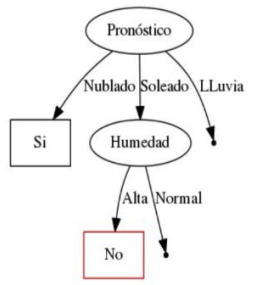 Pronóstico
Nublado Soleado LLuvia
Si
Humedad
Alta Normal
No